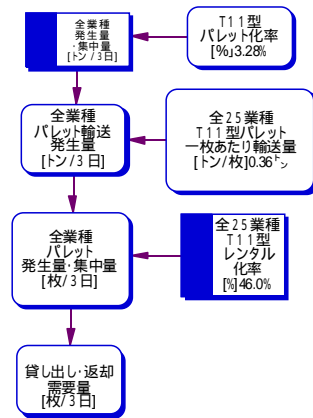 全業種
発生量
・集中量
[トン/3日]
T11型
パレット化率
[%]3.28%
全業種
パレット輸送
発生量
[トン/3日]
全25業種
T11型パレット
一枚あたり輸送量
[トン/枚]0.36トン
全業種
パレット
発生量・集中量
[枚/3日]
全25業種
T11型
レンタル
化率
[%]46.0%
貸し出し・返却
需要量
[枚/3日]